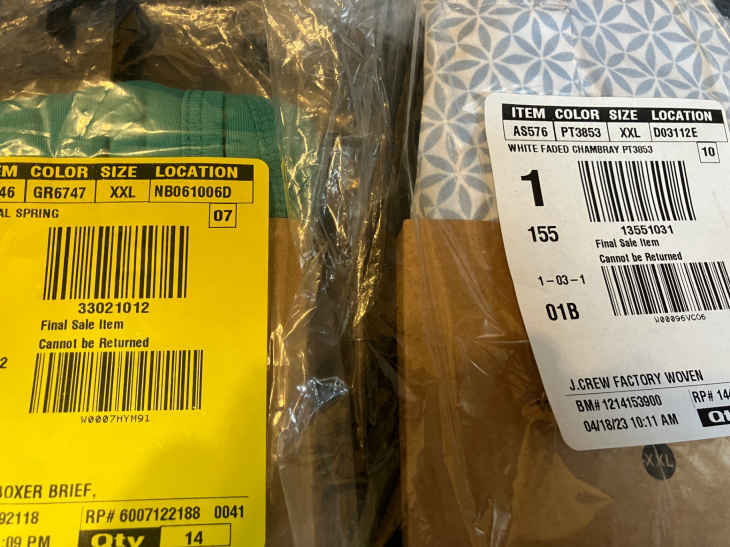 EM COLOR SIZE LOCATION
46 GR6747 XXL NB061006D
AL SPRING
07
33021012
Final Sale Item
Cannot be Returned
2
W0007HYM91
BOXER BRIEF,
92118 RP# 6007122188 0041
:09 PM Qty 14
ITEM COLOR SIZE LOCATION
AS576 PT3853 XXL D03112E
WHITE FADED CHAMBRAY PT3853
10
1
155
13551031
Final Sale Item
Cannot be Returned
1-03-1
01B
W00096VCO6
J.CREW FACTORY WOVEN
BM# 1214153900 RP# 14
04/18/23 10:11 AM
XXL